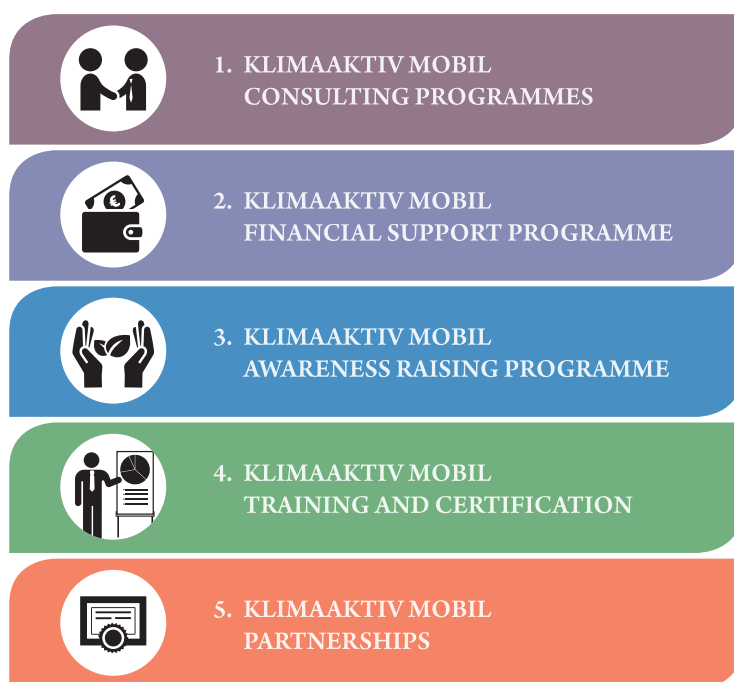 1. KLIMAAKTIV MOBIL
CONSULTING PROGRAMMES
€
2. KLIMAAKTIV MOBIL
FINANCIAL SUPPORT PROGRAMME
3. KLIMAAKTIV MOBIL
AWARENESS RAISING PROGRAMME
4. KLIMAAKTIV MOBIL
TRAINING AND CERTIFICATION
5. KLIMAAKTIV MOBIL
PARTNERSHIPS